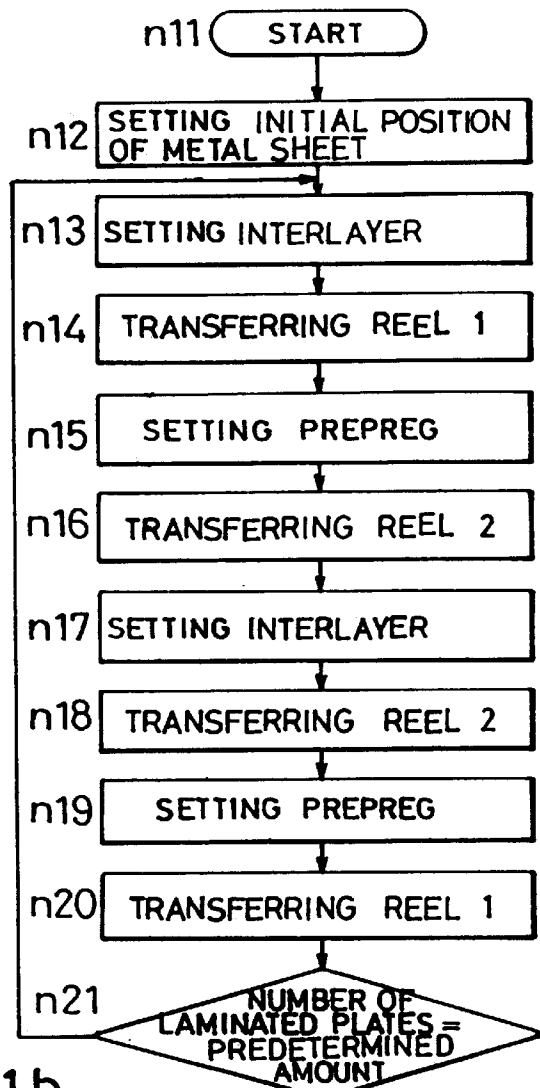 n11 START
n12 SETTING INITIAL POSITION
OF METAL SHEET
n13 SETTING INTERLAYER
n14 TRANSFERRING REEL 1
n15 SETTING PREPREG
n16 TRANSFERRING REEL 2
n17 SETTING INTERLAYER
n18 TRANSFERRING REEL 2
n19 SETTING PREPREG
n20 TRANSFERRING REEL 1
n21
NUMBER OF
LAMINATED PLATES =
PREDETERMINED
AMOUNT